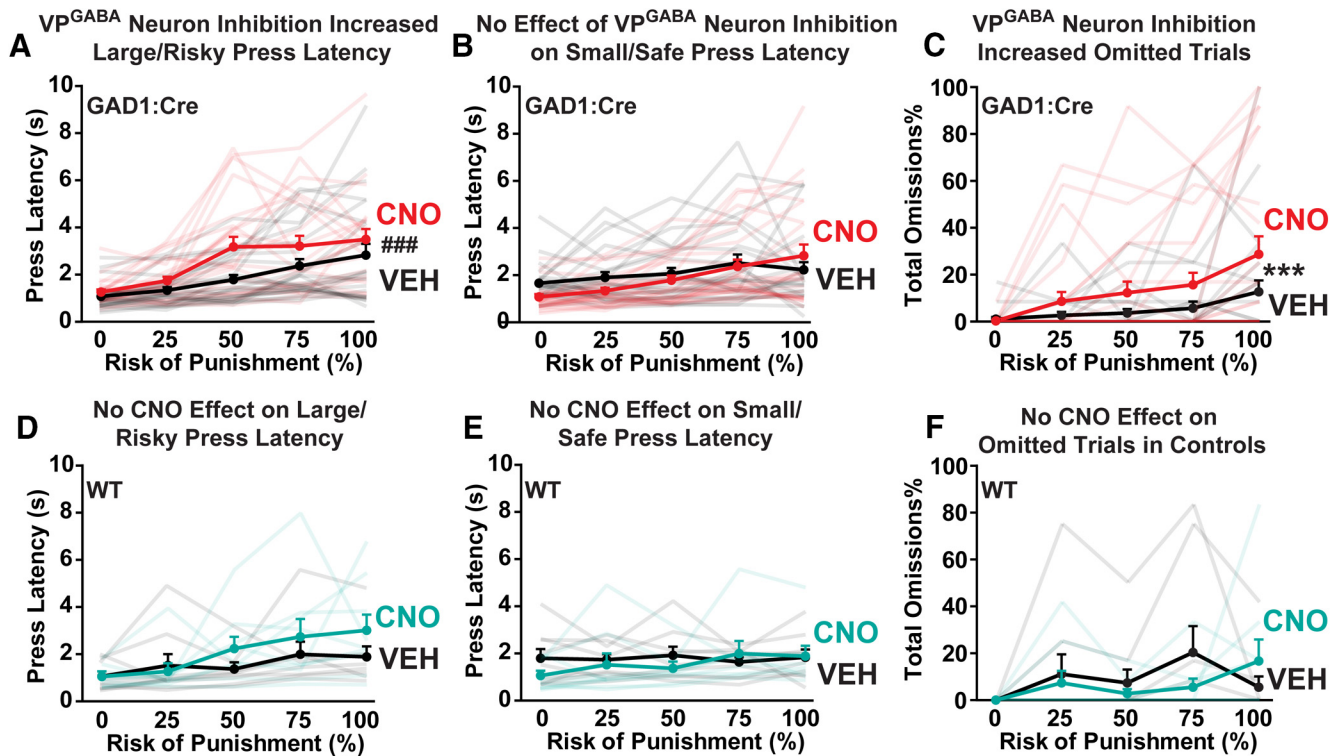 A
VP^GABA Neuron Inhibition Increased
Large/Risky Press Latency
GAD1:Cre
Press Latency (s)
10
8
6
4
2
0
CNO
###
VEH
0 25 50 75 100
Risk of Punishment (%)
B
No Effect of VP^GABA Neuron Inhibition
on Small/Safe Press Latency
GAD1:Cre
Press Latency (s)
10
8
6
4
2
0
CNO
VEH
0 25 50 75 100
Risk of Punishment (%)
C
VP^GABA Neuron Inhibition
Increased Omitted Trials
GAD1:Cre
Total Omissions%
100
80
60
40
20
0
CNO
***
VEH
0 25 50 75 100
Risk of Punishment (%)
D
No CNO Effect on Large/
Risky Press Latency
WT
Press Latency (s)
10
8
6
4
2
0
CNO
VEH
0 25 50 75 100
Risk of Punishment (%)
E
No CNO Effect on Small/
Safe Press Latency
WT
Press Latency (s)
10
8
6
4
2
0
CNO
VEH
0 25 50 75 100
Risk of Punishment (%)
F
No CNO Effect on
Omitted Trials in Controls
WT
Total Omissions%
100
80
60
40
20
0
CNO
VEH
0 25 50 75 100
Risk of Punishment (%)